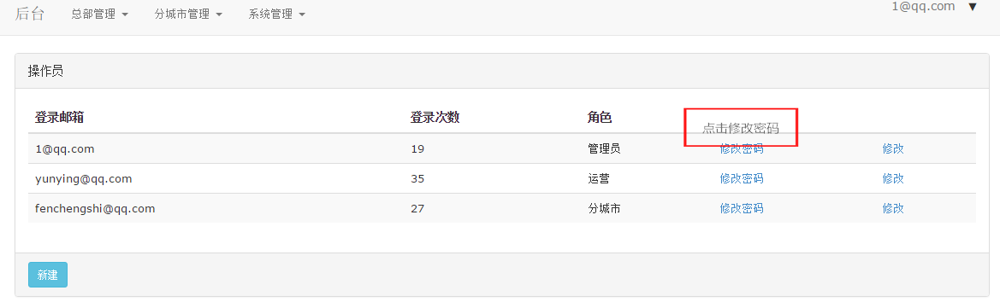 后台 总部管理 分城市管理 系统管理 1@qq.com
操作员
登录邮箱 登录次数 角色
点击修改密码
1@qq.com 19 管理员 修改密码 修改
yunying@qq.com 35 运营 修改密码 修改
fenchengshi@qq.com 27 分城市 修改密码 修改
新建